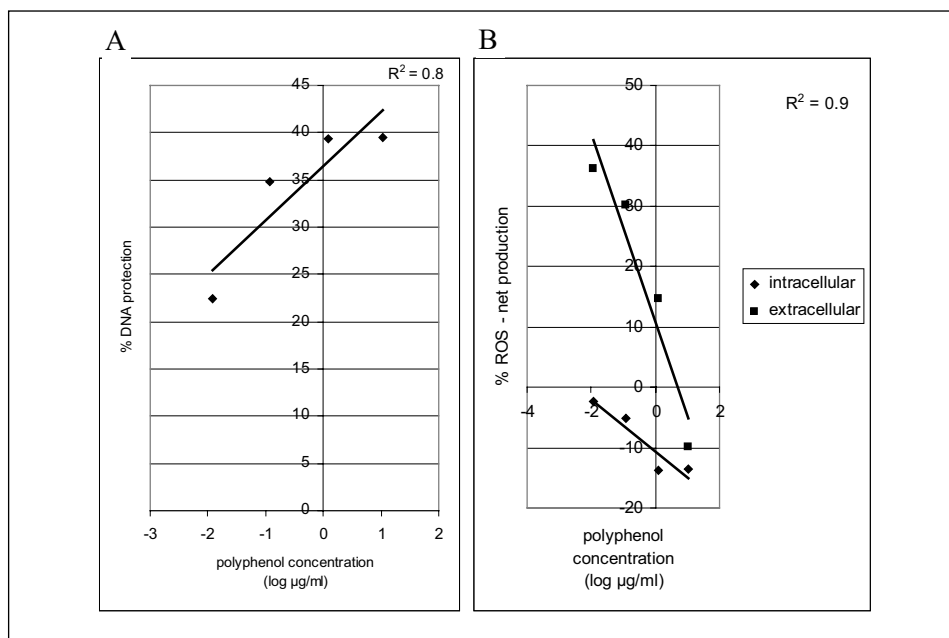 A
R² = 0.8
45
40
35
30
25
20
15
10
5
0
-3
-2
-1
0
1
2
% DNA protection
polyphenol concentration
(log µg/ml)
B
R² = 0.9
50
40
30
20
10
0
-10
-20
-4
-2
0
2
% ROS - net production
polyphenol
concentration
(log µg/ml)
intracellular
extracellular